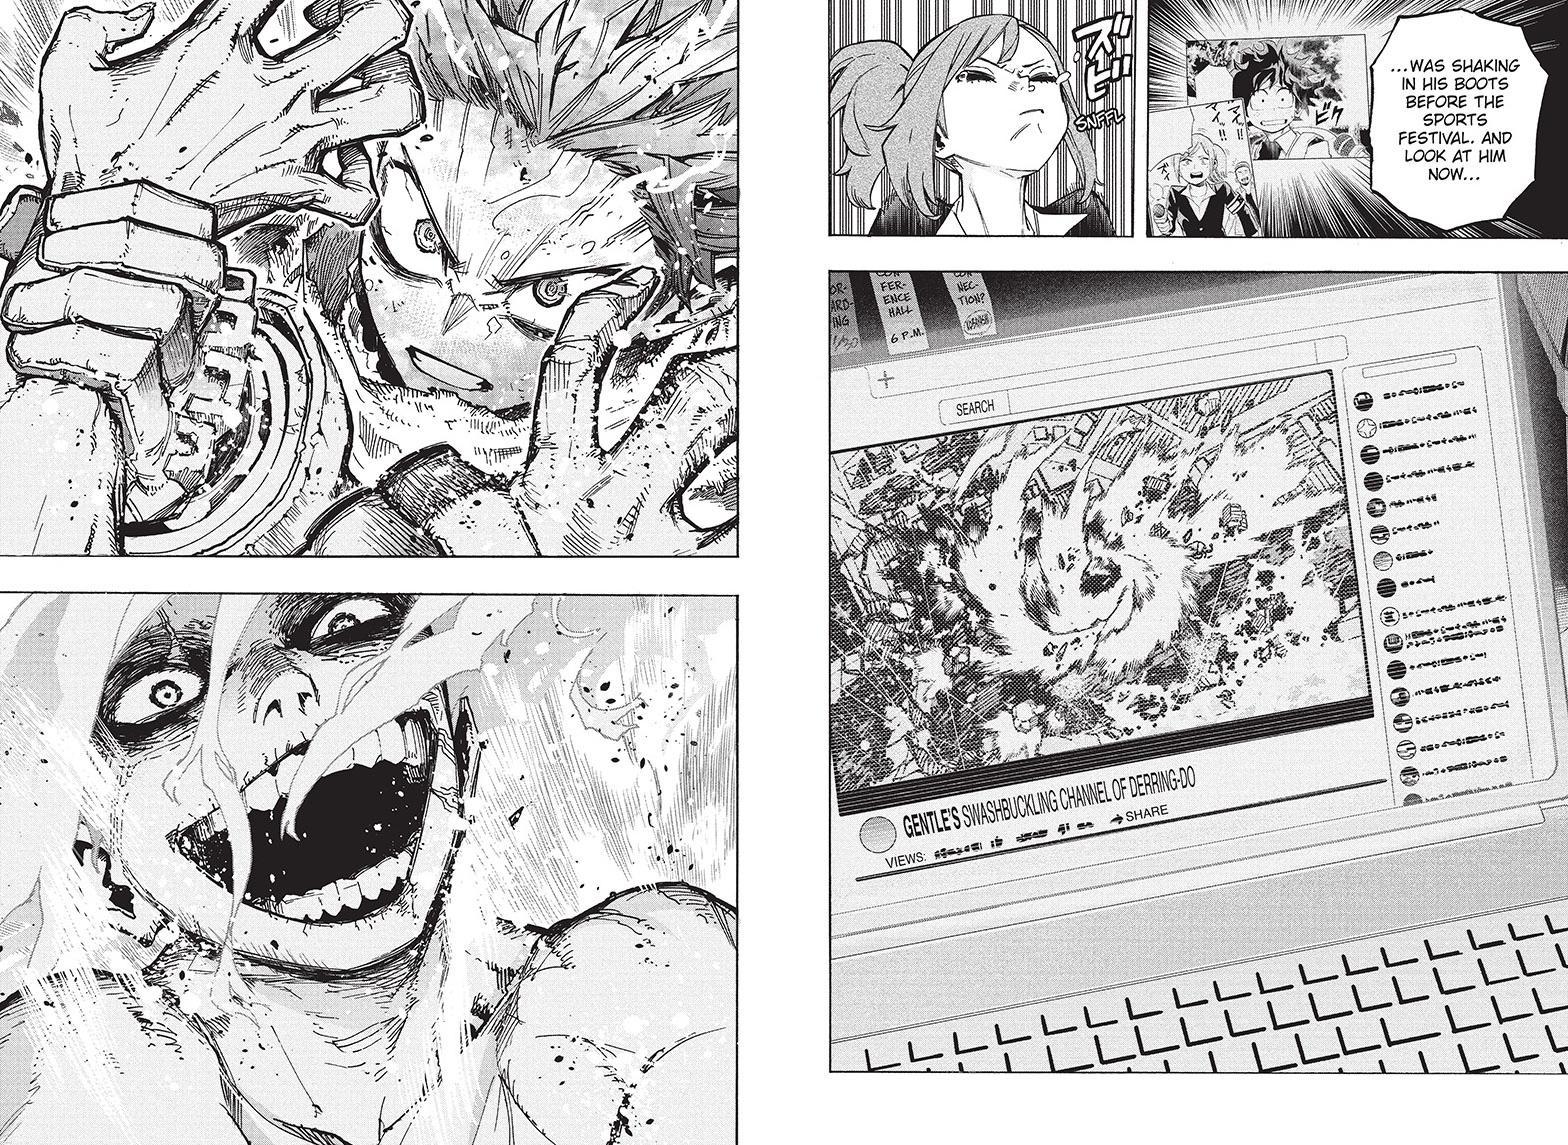 ...WAS SHAKING
IN HIS BOOTS
BEFORE THE
SPORTS
FESTIVAL. AND
LOOK AT HIM
NOW...
ズビッ
SNFFL
ビク
CON
FER-
ENCE
HALL
6 P.M.
CON
NEC-
TION?
SEARCH
GENTLE'S SWASHBUCKLING CHANNEL OF DERRING-DO
VIEWS:
SHARE